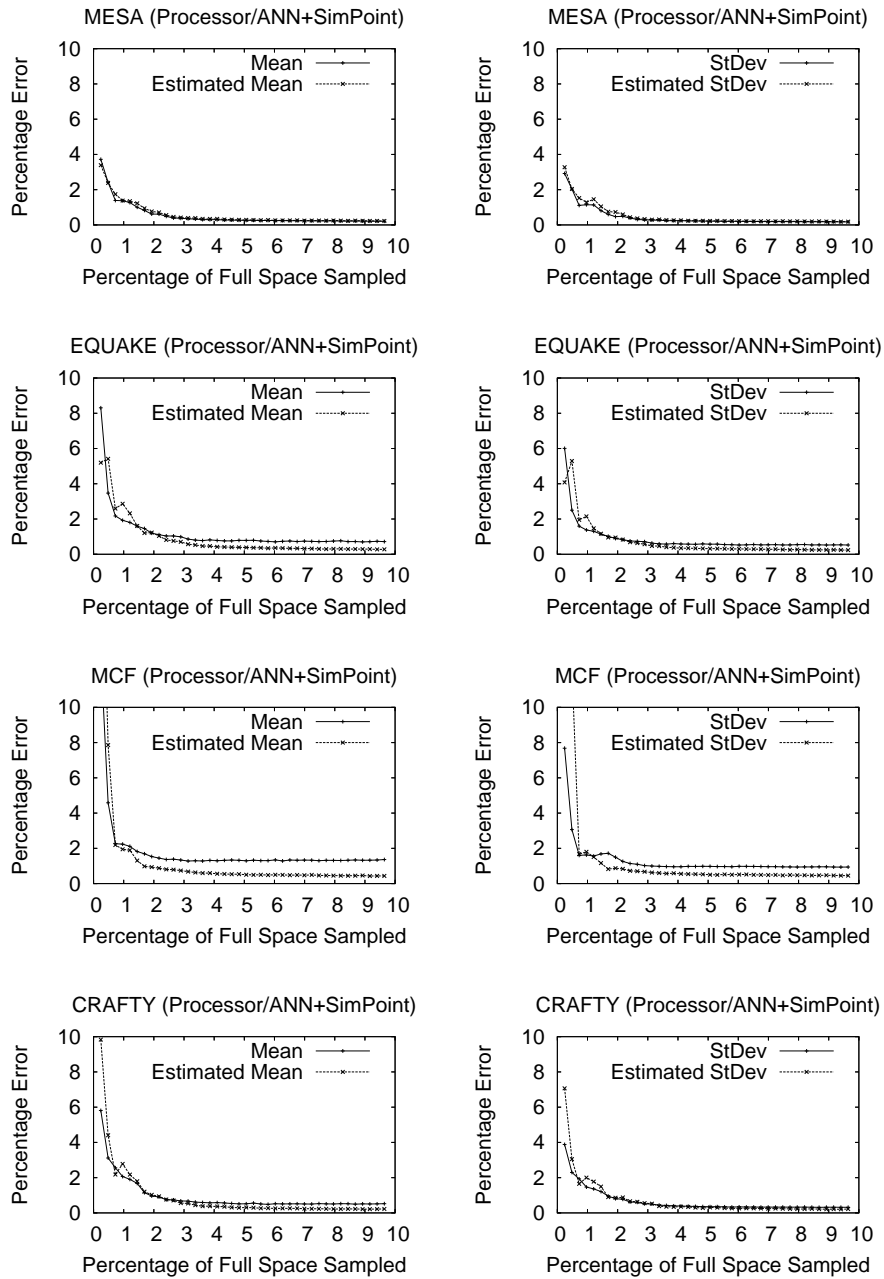 MESA (Processor/ANN+SimPoint)
10
8
6
4
2
0
Percentage Error
Mean
Estimated Mean
0 1 2 3 4 5 6 7 8 9 10
Percentage of Full Space Sampled
MESA (Processor/ANN+SimPoint)
10
8
6
4
2
0
Percentage Error
StDev
Estimated StDev
0 1 2 3 4 5 6 7 8 9 10
Percentage of Full Space Sampled
EQUAKE (Processor/ANN+SimPoint)
10
8
6
4
2
0
Percentage Error
Mean
Estimated Mean
0 1 2 3 4 5 6 7 8 9 10
Percentage of Full Space Sampled
EQUAKE (Processor/ANN+SimPoint)
10
8
6
4
2
0
Percentage Error
StDev
Estimated StDev
0 1 2 3 4 5 6 7 8 9 10
Percentage of Full Space Sampled
MCF (Processor/ANN+SimPoint)
10
8
6
4
2
0
Percentage Error
Mean
Estimated Mean
0 1 2 3 4 5 6 7 8 9 10
Percentage of Full Space Sampled
MCF (Processor/ANN+SimPoint)
10
8
6
4
2
0
Percentage Error
StDev
Estimated StDev
0 1 2 3 4 5 6 7 8 9 10
Percentage of Full Space Sampled
CRAFTY (Processor/ANN+SimPoint)
10
8
6
4
2
0
Percentage Error
Mean
Estimated Mean
0 1 2 3 4 5 6 7 8 9 10
Percentage of Full Space Sampled
CRAFTY (Processor/ANN+SimPoint)
10
8
6
4
2
0
Percentage Error
StDev
Estimated StDev
0 1 2 3 4 5 6 7 8 9 10
Percentage of Full Space Sampled